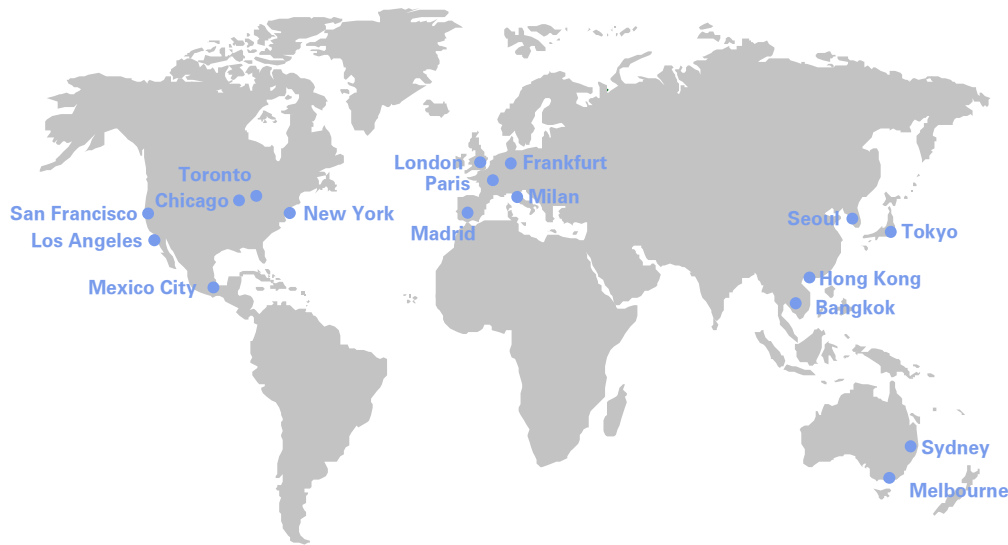 London
Frankfurt
Toronto
Paris
Chicago
Milan
San Francisco
New York
Seoul
Madrid
Tokyo
Los Angeles
Hong Kong
Mexico City
Bangkok
Sydney
Melbourne